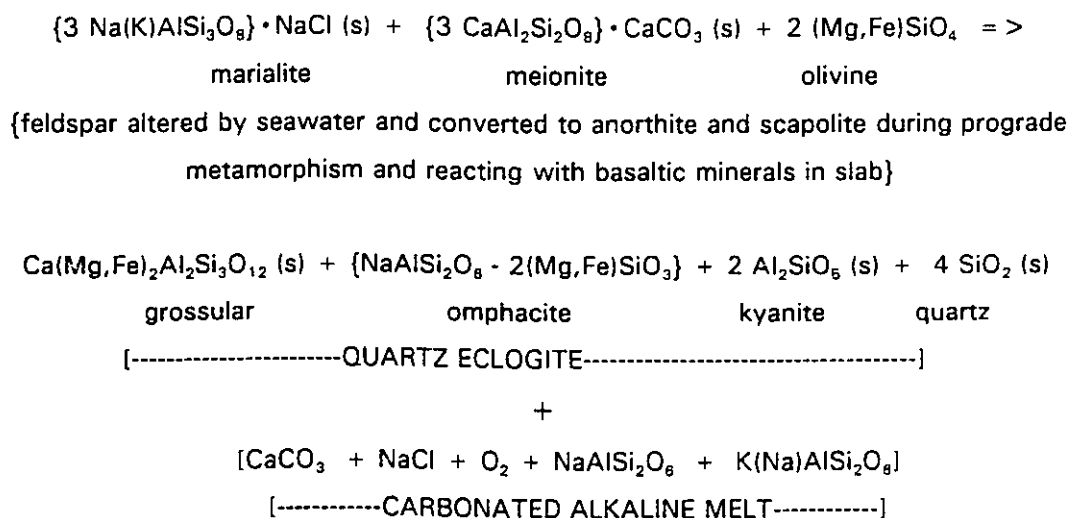 {3 Na(K)AlSi₃O₈} • NaCl (s) + {3 CaAl₂Si₂O₈} • CaCO₃ (s) + 2 (Mg,Fe)SiO₄ = >
marialite meionite olivine
{feldspar altered by seawater and converted to anorthite and scapolite during prograde
metamorphism and reacting with basaltic minerals in slab}
Ca(Mg,Fe)₂Al₂Si₃O₁₂ (s) + {NaAlSi₂O₆ - 2(Mg,Fe)SiO₃} + 2 Al₂SiO₅ (s) + 4 SiO₂ (s)
grossular omphacite kyanite quartz
[-----------------------QUARTZ ECLOGITE-------------------------------------]
+
[CaCO₃ + NaCl + O₂ + NaAlSi₂O₆ + K(Na)AlSi₂O₆]
[------------CARBONATED ALKALINE MELT------------]